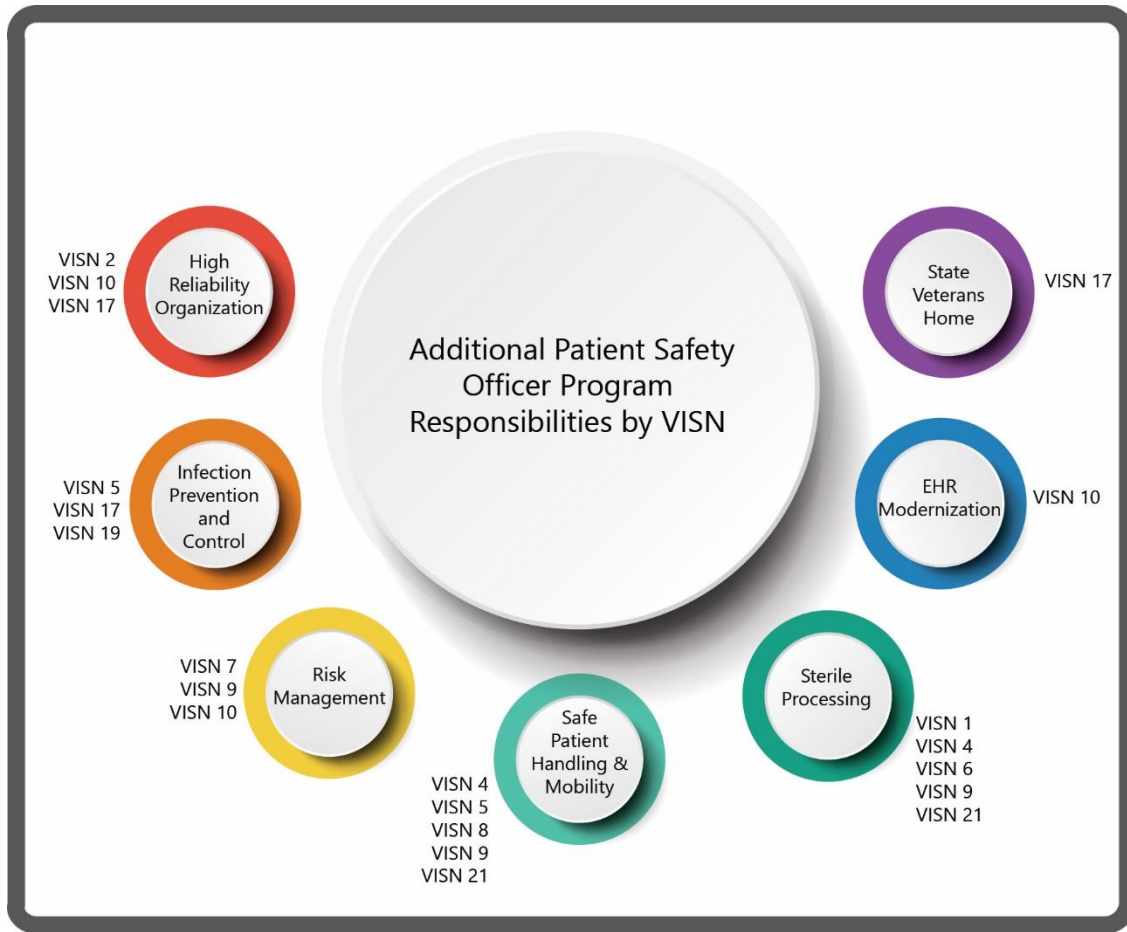 Additional Patient Safety
Officer Program
Responsibilities by VISN
VISN 2
VISN 10
VISN 17
High
Reliability
Organization
VISN 5
VISN 17
VISN 19
Infection
Prevention
and
Control
VISN 7
VISN 9
VISN 10
Risk
Management
VISN 4
VISN 5
VISN 8
VISN 9
VISN 21
Safe
Patient
Handling &
Mobility
Sterile
Processing
VISN 1
VISN 4
VISN 6
VISN 9
VISN 21
EHR
Modernization
VISN 10
State
Veterans
Home
VISN 17